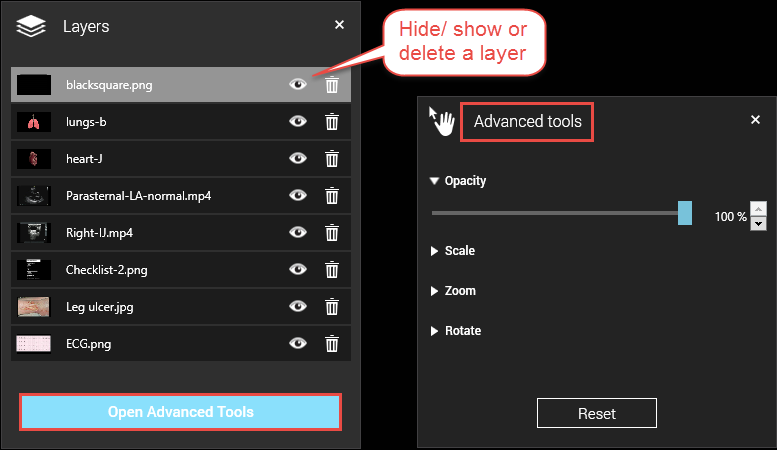 Layers
Hide/ show or
delete a layer
blacksquare.png
lungs-b
heart-J
Parasternal-LA-normal.mp4
Right-IJ.mp4
Checklist-2.png
Leg ulcer.jpg
ECG.png
Open Advanced Tools
Advanced tools
Opacity
100 %
Scale
Zoom
Rotate
Reset